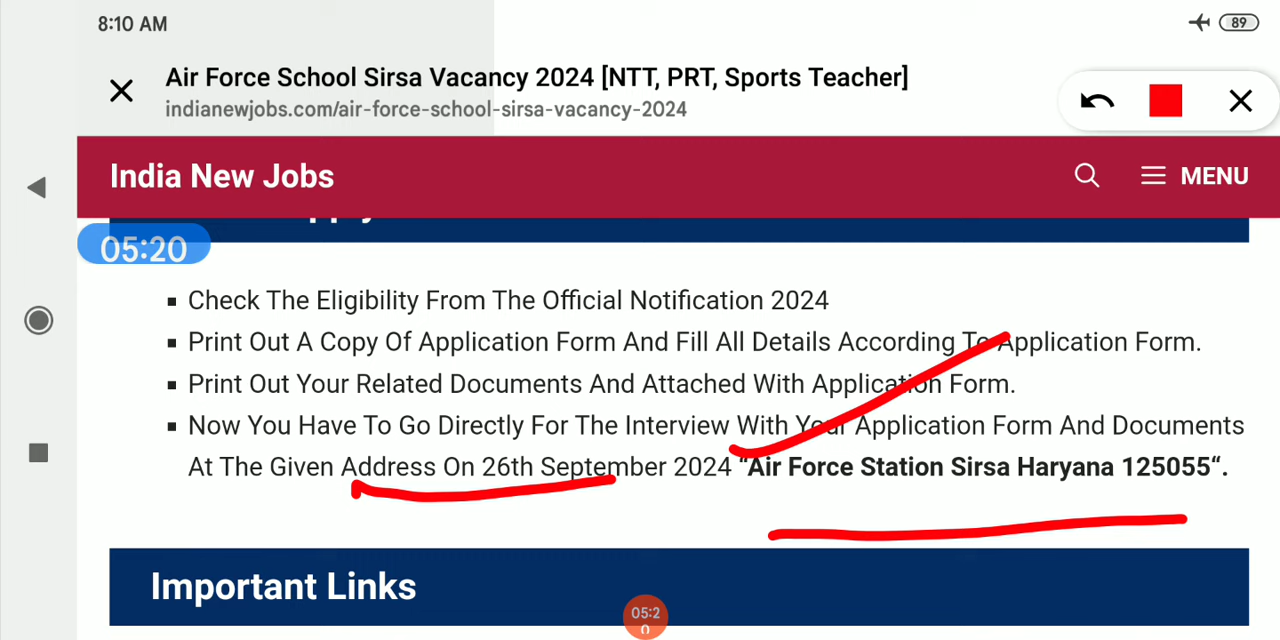 8:10 AM
89
Air Force School Sirsa Vacancy 2024 [NTT, PRT, Sports Teacher]
indianewjobs.com/air-force-school-sirsa-vacancy-2024
India New Jobs
MENU
05:20
Check The Eligibility From The Official Notification 2024
Print Out A Copy Of Application Form And Fill All Details According To Application Form.
Print Out Your Related Documents And Attached With Application Form.
Now You Have To Go Directly For The Interview With Your Application Form And Documents
At The Given Address On 26th September 2024 “Air Force Station Sirsa Haryana 125055“.
Important Links
05:2
0